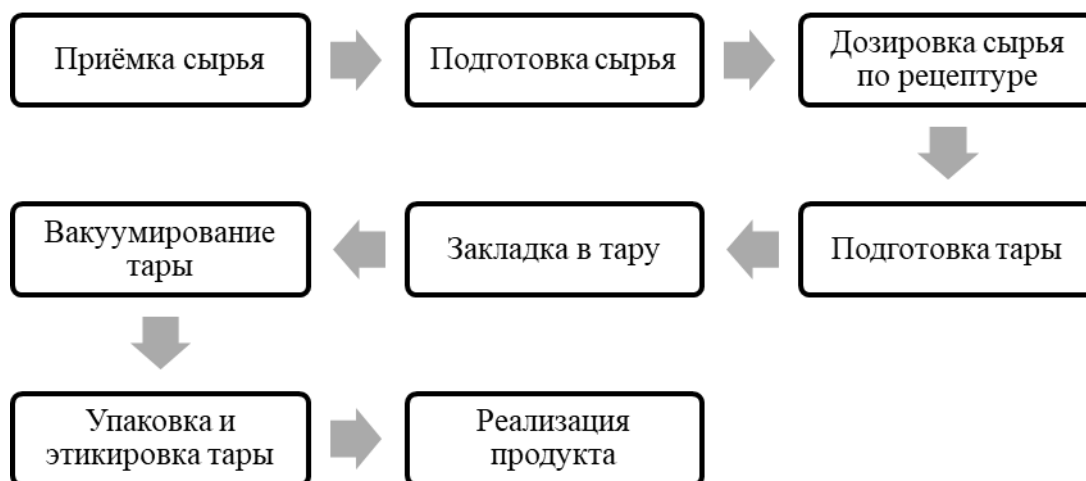 Приёмка сырья
Подготовка сырья
Дозировка сырья
по рецептуре
Подготовка тары
Закладка в тару
Вакуумирование
тары
Упаковка и
этикировка тары
Реализация
продукта